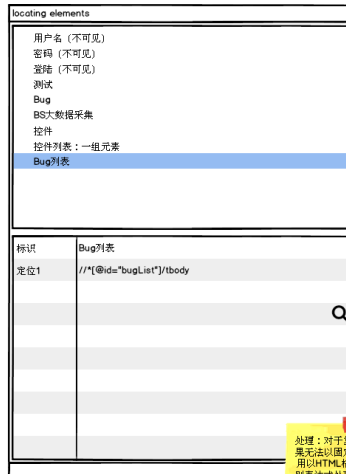 locating elements
用户名（不可见）
密码（不可见）
登陆（不可见）
测试
Bug
BS大数据采集
控件
控件列表：一组元素
Bug列表
标识 Bug列表
定位1 //*[@id="bugList"]/tbody
处理：对于
果无法以固
用以HTML